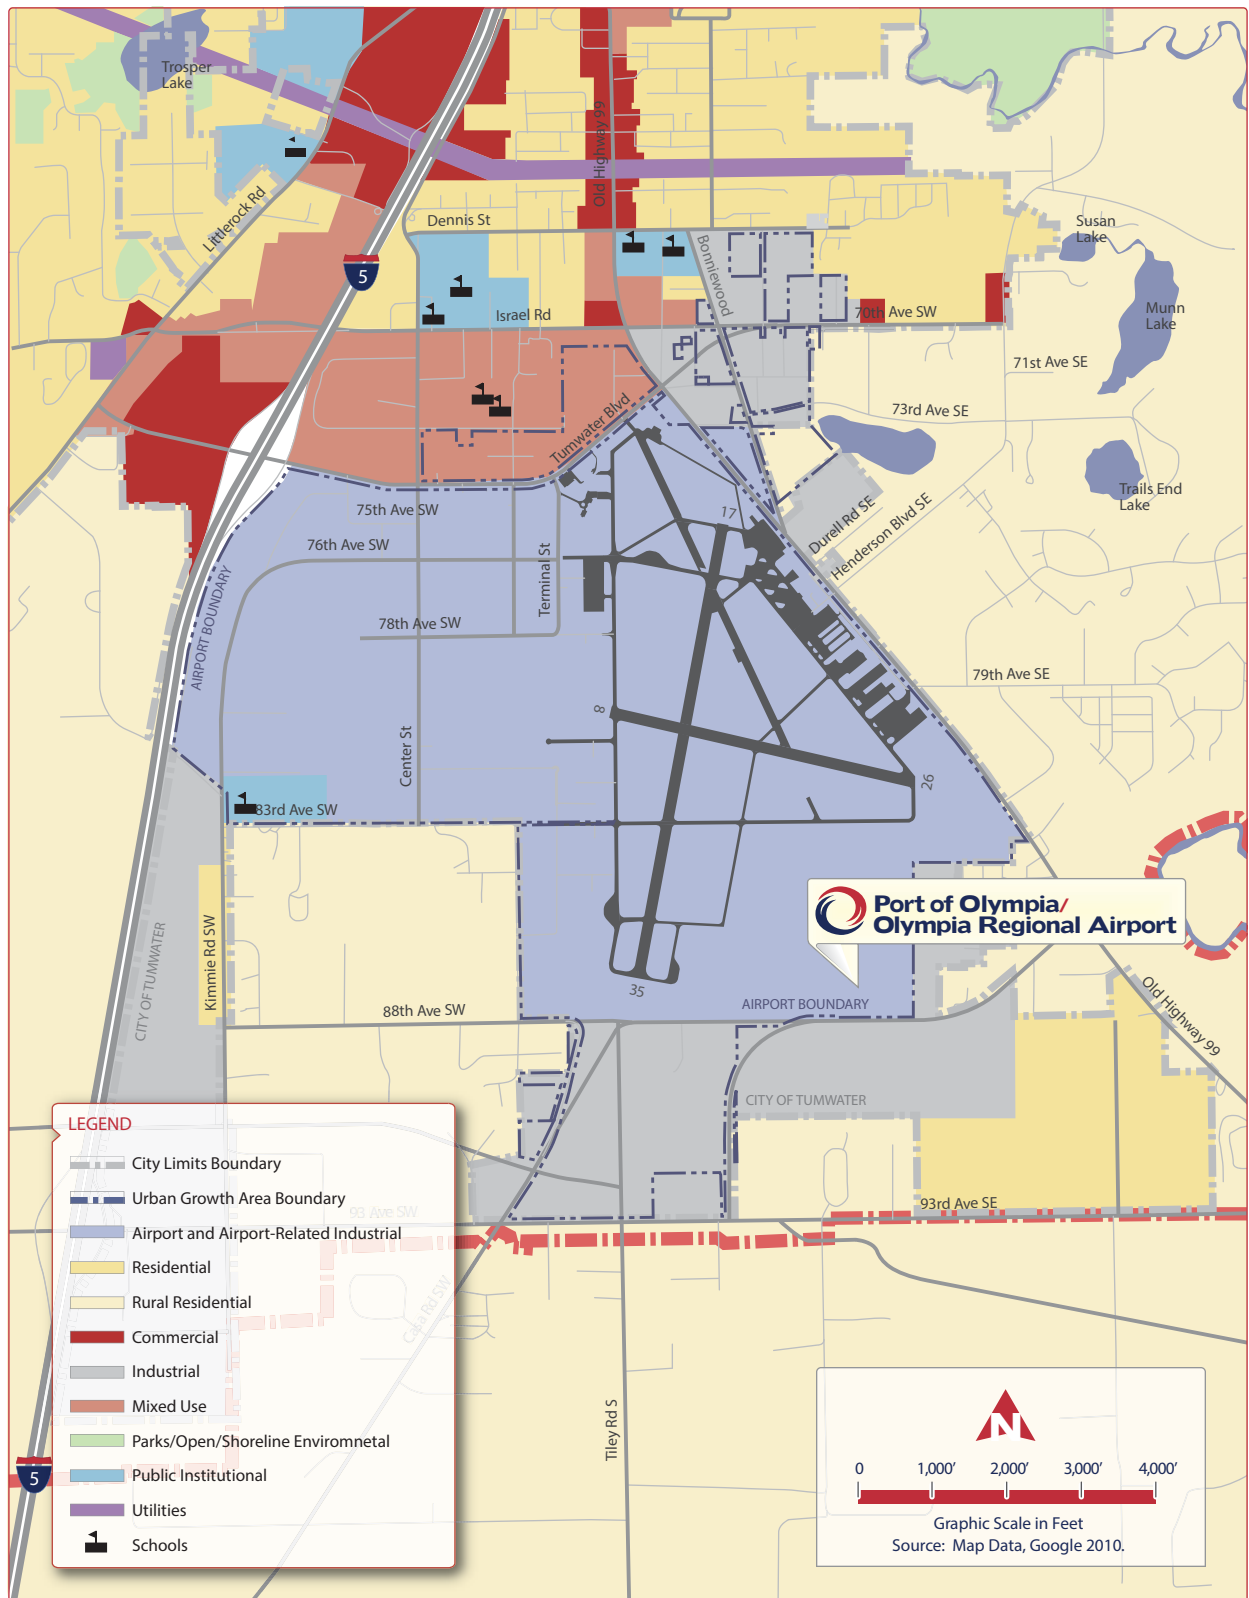 Trosper
Lake
Old Highway 99
Littlerock Rd
Dennis St
Bonniewood
Susan
Lake
5
Israel Rd
70th Ave SW
Munn
Lake
71st Ave SE
73rd Ave SE
Tumwater Blvd
Trails End
Lake
75th Ave SW
17
Durell Rd SE
Henderson Blvd SE
76th Ave SW
Terminal St
AIRPORT BOUNDARY
78th Ave SW
79th Ave SE
8
Center St
26
83rd Ave SW
Port of Olympia/
Olympia Regional Airport
Kimmie Rd SW
CITY OF TUMWATER
35
AIRPORT BOUNDARY
88th Ave SW
Old Highway 99
CITY OF TUMWATER
93rd Ave SE
93 Ave SW
Casa Rd SW
Tiley Rd S
LEGEND
City Limits Boundary
Urban Growth Area Boundary
Airport and Airport-Related Industrial
Residential
Rural Residential
Commercial
Industrial
Mixed Use
Parks/Open/Shoreline Enviromnetal
Public Institutional
Utilities
Schools
5
N
0 1,000’ 2,000’ 3,000’ 4,000’
Graphic Scale in Feet
Source: Map Data, Google 2010.